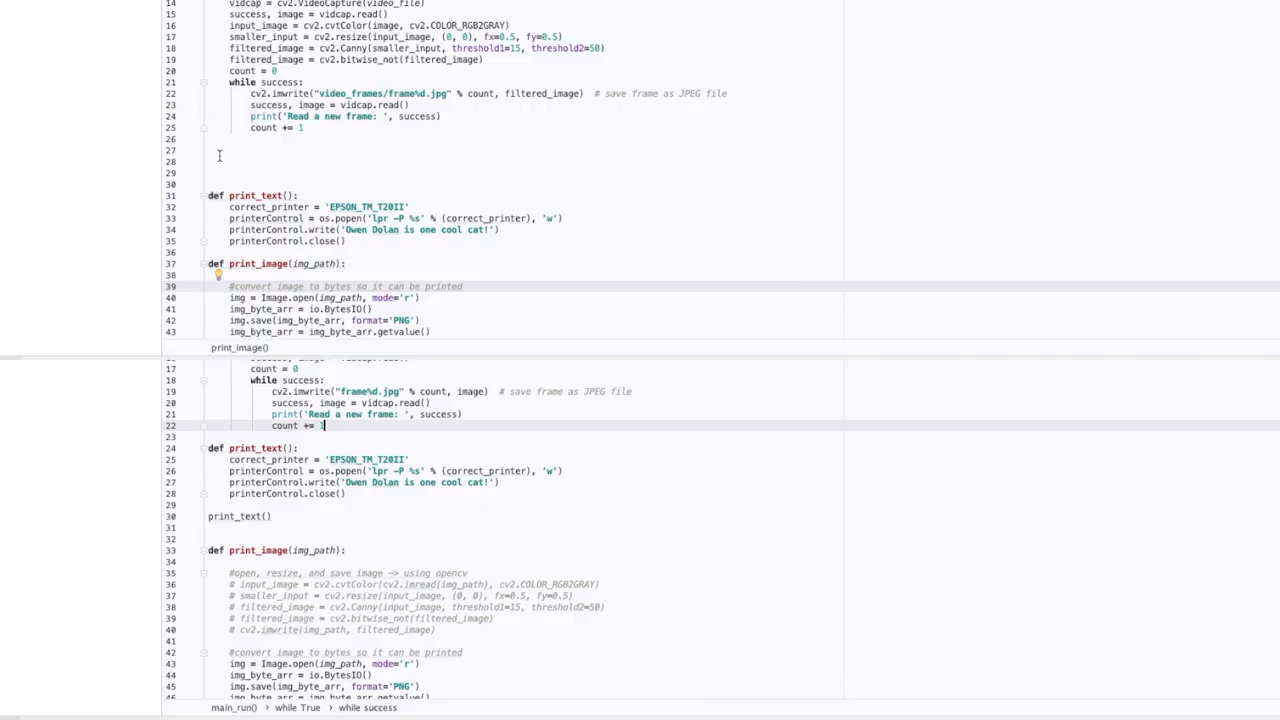 14 vidcap = cv2.VideoCapture(video_file)
15 success, image = vidcap.read()
16 input_image = cv2.cvtColor(image, cv2.COLOR_RGB2GRAY)
17 smaller_input = cv2.resize(input_image, (0, 0), fx=0.5, fy=0.5)
18 filtered_image = cv2.Canny(smaller_input, threshold1=15, threshold2=50)
19 filtered_image = cv2.bitwise_not(filtered_image)
20 count = 0
21 while success:
22 cv2.imwrite("video_frames/frame%d.jpg" % count, filtered_image) # save frame as JPEG file
23 success, image = vidcap.read()
24 print('Read a new frame: ', success)
25 count += 1
26
27
28
29
30
31 def print_text():
32 correct_printer = 'EPSON_TM_T20II'
33 printerControl = os.popen('lpr -P %s' % (correct_printer), 'w')
34 printerControl.write('Owen Dolan is one cool cat!')
35 printerControl.close()
36
37 def print_image(img_path):
38
39 #convert image to bytes so it can be printed
40 img = Image.open(img_path, mode='r')
41 img_byte_arr = io.BytesIO()
42 img.save(img_byte_arr, format='PNG')
43 img_byte_arr = img_byte_arr.getvalue()
print_image()
17 count = 0
18 while success:
19 cv2.imwrite("frame%d.jpg" % count, image) # save frame as JPEG file
20 success, image = vidcap.read()
21 print('Read a new frame: ', success)
22 count += 1
23
24 def print_text():
25 correct_printer = 'EPSON_TM_T20II'
26 printerControl = os.popen('lpr -P %s' % (correct_printer), 'w')
27 printerControl.write('Owen Dolan is one cool cat!')
28 printerControl.close()
29
30 print_text()
31
32
33 def print_image(img_path):
34
35 #open, resize, and save image -> using opencv
36 # input_image = cv2.cvtColor(cv2.imread(img_path), cv2.COLOR_RGB2GRAY)
37 # smaller_input = cv2.resize(input_image, (0, 0), fx=0.5, fy=0.5)
38 # filtered_image = cv2.Canny(smaller_input, threshold1=15, threshold2=50)
39 # filtered_image = cv2.bitwise_not(filtered_image)
40 # cv2.imwrite(img_path, filtered_image)
41
42 #convert image to bytes so it can be printed
43 img = Image.open(img_path, mode='r')
44 img_byte_arr = io.BytesIO()
45 img.save(img_byte_arr, format='PNG')
main_run() > while True > while success